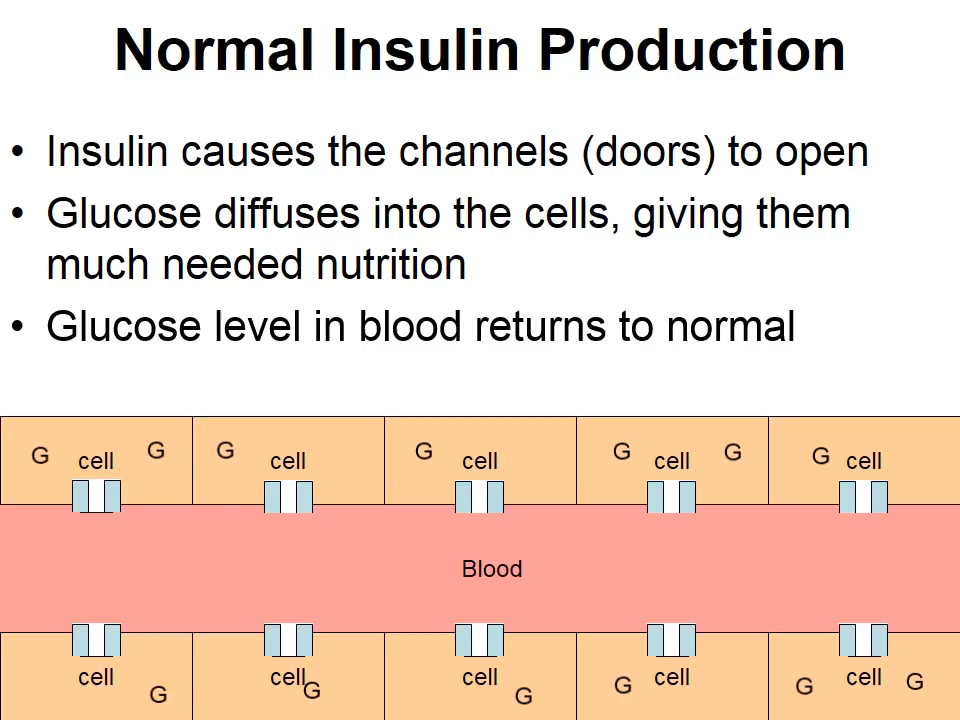 Normal Insulin Production
• Insulin causes the channels (doors) to open
• Glucose diffuses into the cells, giving them
much needed nutrition
• Glucose level in blood returns to normal
G cell G G cell G cell G cell G G cell
Blood
cell G cell G cell G G cell G cell G